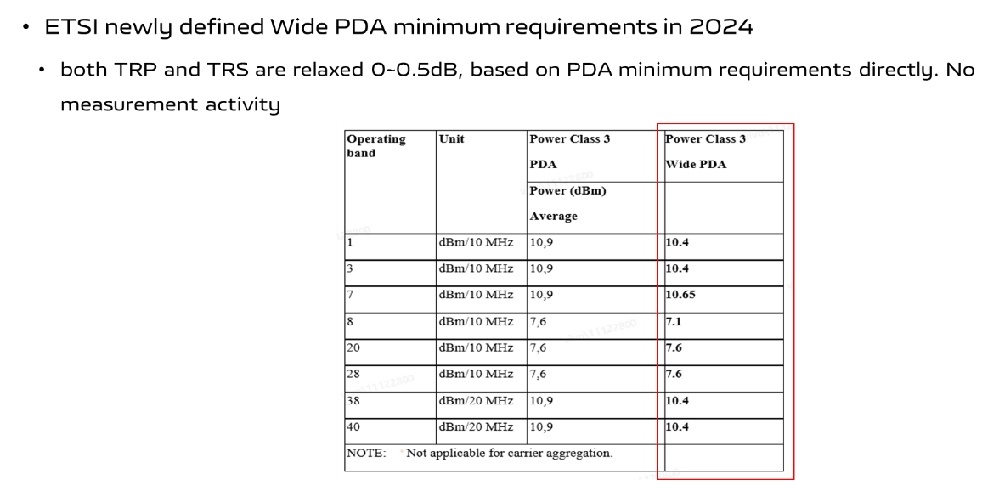 • ETSI newly defined Wide PDA minimum requirements in 2024
• both TRP and TRS are relaxed 0~0.5dB, based on PDA minimum requirements directly. No
measurement activity
Operating band Unit Power Class 3 PDA Power Class 3 Wide PDA
Power (dBm) Average
1 dBm/10 MHz 10,9 10.4
3 dBm/10 MHz 10,9 10.4
7 dBm/10 MHz 10,9 10.65
8 dBm/10 MHz 7,6 7.1
20 dBm/10 MHz 7,6 7.6
28 dBm/10 MHz 7,6 7.6
38 dBm/20 MHz 10,9 10.4
40 dBm/20 MHz 10,9 10.4
NOTE: Not applicable for carrier aggregation.